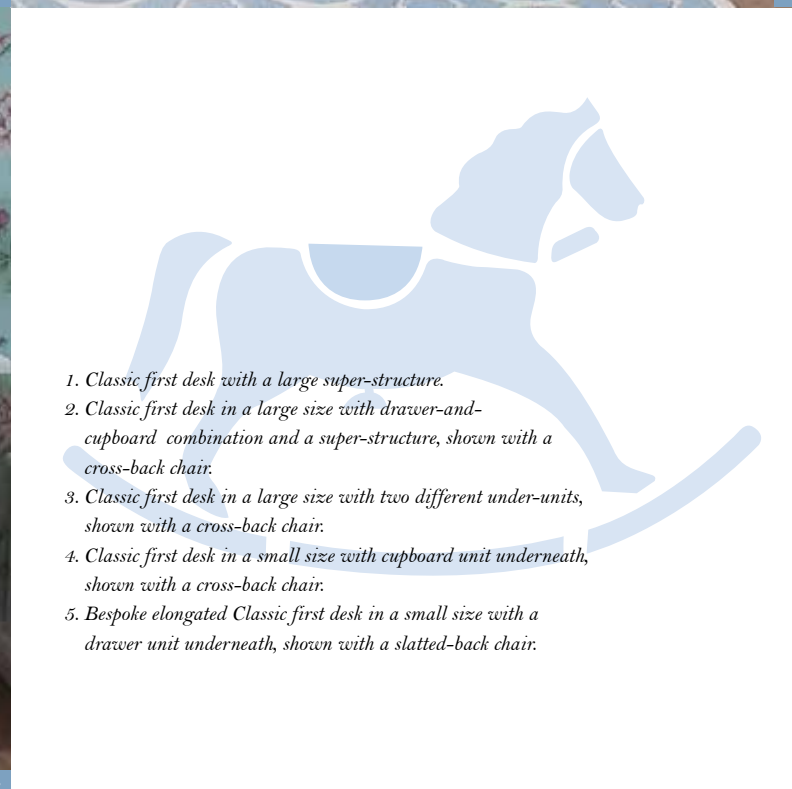 1. Classic first desk with a large super-structure.
2. Classic first desk in a large size with drawer-and-
cupboard combination and a super-structure, shown with a
cross-back chair.
3. Classic first desk in a large size with two different under-units,
shown with a cross-back chair.
4. Classic first desk in a small size with cupboard unit underneath,
shown with a cross-back chair.
5. Bespoke elongated Classic first desk in a small size with a
drawer unit underneath, shown with a slatted-back chair.